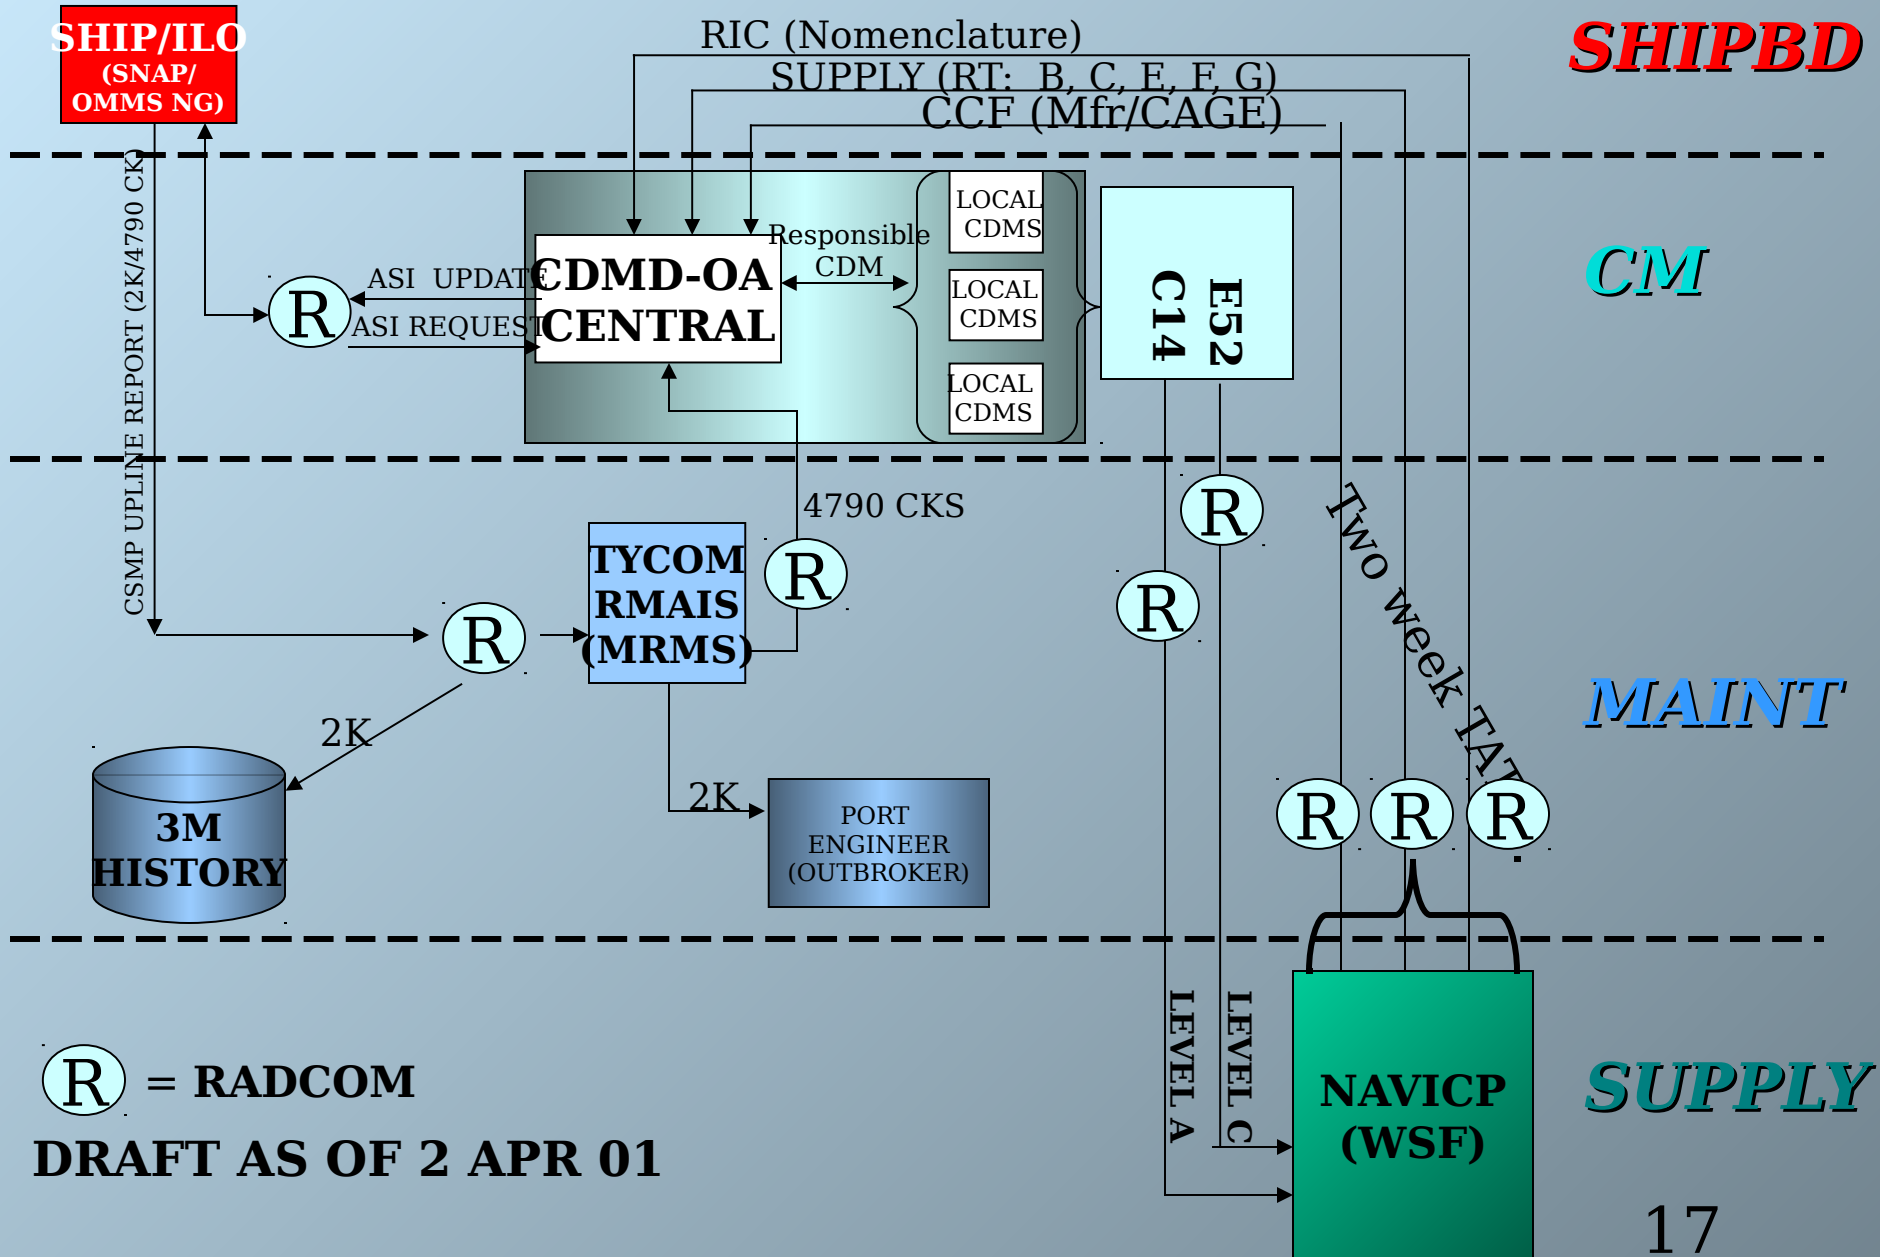 SHIP/ILO
(SNAP/
OMMS NG)
RIC (Nomenclature)
SUPPLY (RT:  B, C, E, F, G)
CCF (Mfr/CAGE)
SHIPBD
CSMP UPLINE REPORT (2K/4790 CK)
R
ASI  UPDATE
ASI REQUEST
CDMD-OA
CENTRAL
Responsible
CDM
LOCAL
CDMS
LOCAL
CDMS
LOCAL
CDMS
C14
E52
CM
4790 CKS
R
R
R
TYCOM
RMAIS
(MRMS)
R
Two week TAT
MAINT
2K
3M
HISTORY
2K
PORT
ENGINEER
(OUTBROKER)
R
R
R
LEVEL A
LEVEL C
NAVICP
(WSF)
SUPPLY
R
= RADCOM
DRAFT AS OF 2 APR 01
17